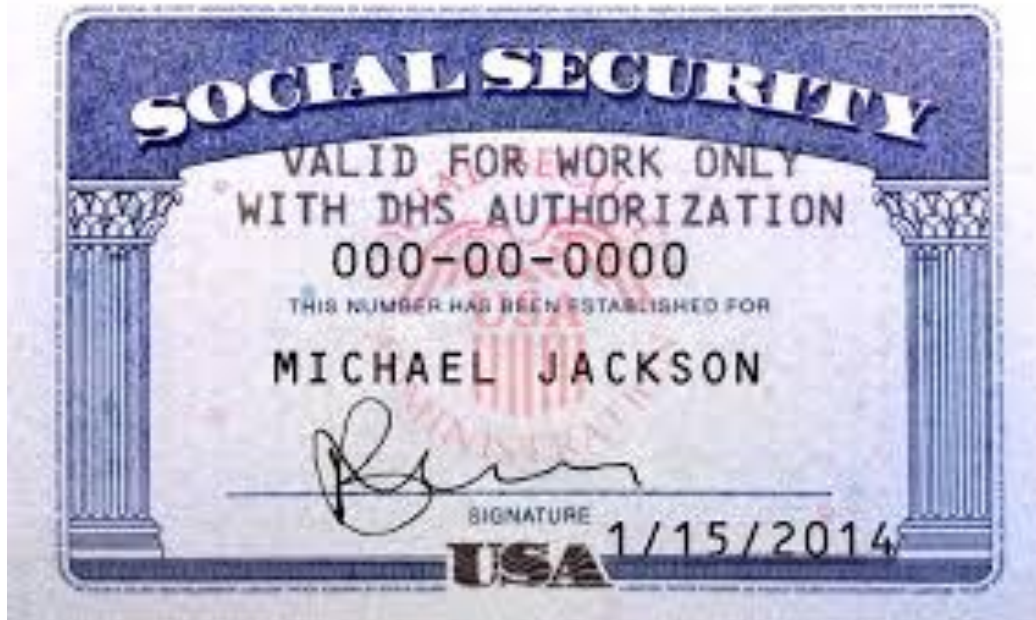 SOCIAL SECURITY
VALID FOR WORK ONLY
WITH DHS AUTHORIZATION
000-00-0000
THIS NUMBER HAS BEEN ESTABLISHED FOR
USA
MICHAEL JACKSON
SIGNATURE
1/15/2014
USA